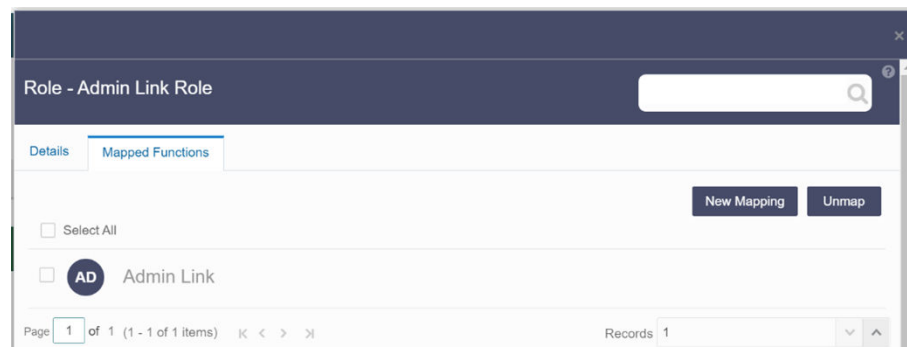 Role - Admin Link Role
Details Mapped Functions
New Mapping Unmap
Select All
AD Admin Link
Page 1 of 1 (1 - 1 of 1 items) Records 1